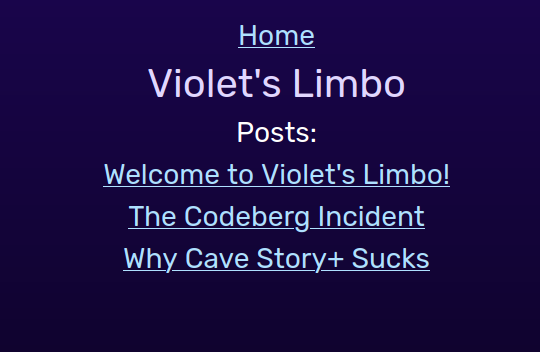 Home
Violet's Limbo
Posts:
Welcome to Violet's Limbo!
The Codeberg Incident
Why Cave Story+ Sucks